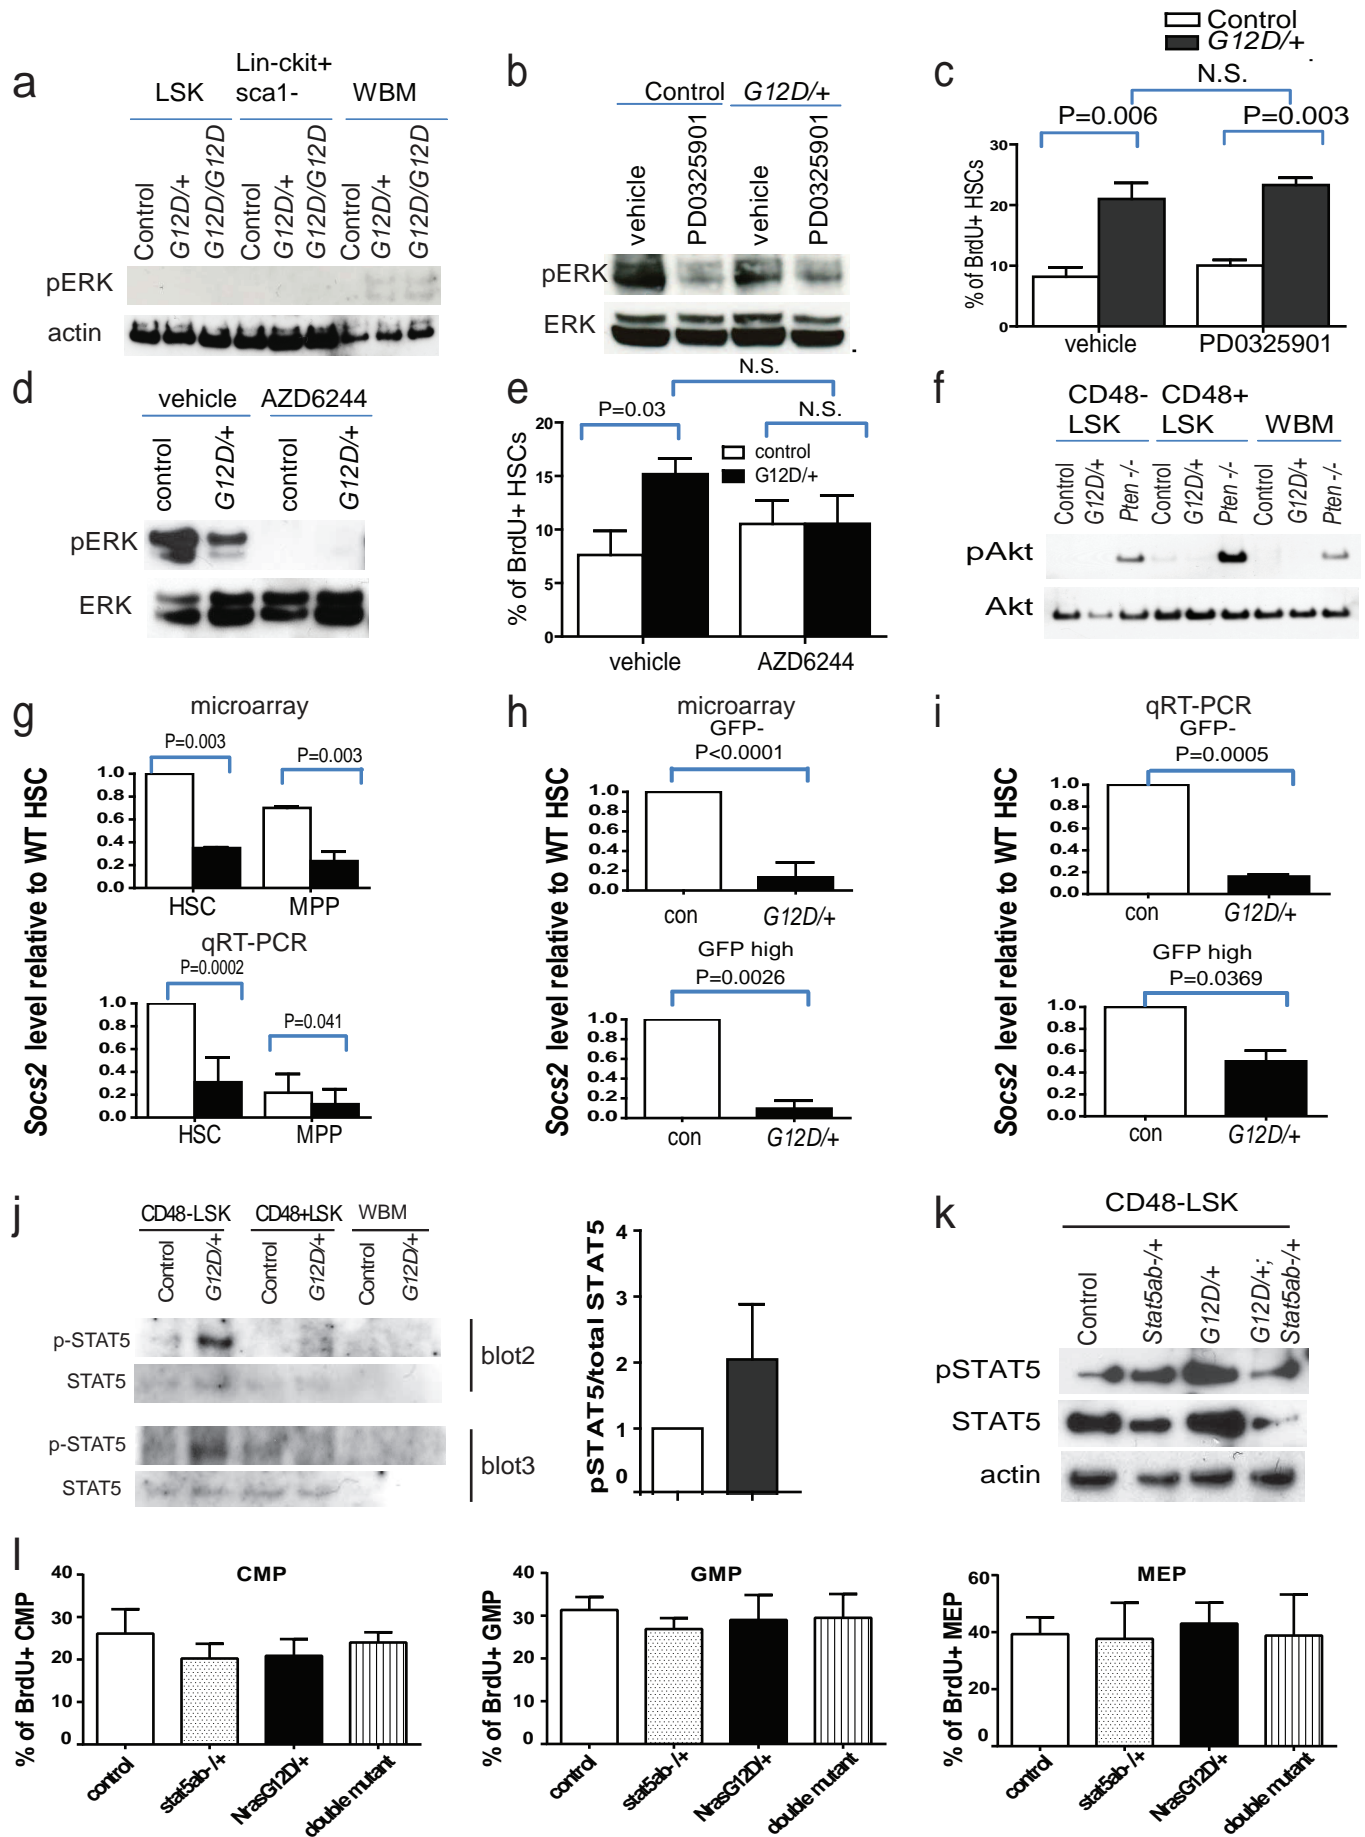 Control
G12D/+
a
LSK
Lin-ckit+
sca1-
WBM
Control
G12D/+
G12D/G12D
Control
G12D/+
G12D/G12D
Control
G12D/+
G12D/G12D
pERK
actin
b
Control
G12D/+
vehicle
PD0325901
vehicle
PD0325901
pERK
ERK
c
N.S.
P=0.006
P=0.003
% of BrdU+ HSCs
30
20
10
0
vehicle
PD0325901
d
vehicle
AZD6244
control
G12D/+
control
G12D/+
pERK
ERK
e
N.S.
P=0.03
N.S.
control
G12D/+
% of BrdU+ HSCs
20
15
10
5
0
vehicle
AZD6244
f
CD48-
LSK
CD48+
LSK
WBM
Control
G12D/+
Pten -/-
Control
G12D/+
Pten -/-
Control
G12D/+
Pten -/-
pAkt
Akt
g
microarray
P=0.003
P=0.003
1.0
0.8
0.6
0.4
0.2
0.0
HSC
MPP
qRT-PCR
P=0.0002
P=0.041
1.0
0.8
0.6
0.4
0.2
0.0
HSC
MPP
Socs2 level relative to WT HSC
h
microarray
GFP-
P<0.0001
1.0
0.8
0.6
0.4
0.2
0.0
con
G12D/+
GFP high
P=0.0026
1.0
0.8
0.6
0.4
0.2
0.0
con
G12D/+
Socs2 level relative to WT HSC
i
qRT-PCR
GFP-
P=0.0005
1.0
0.8
0.6
0.4
0.2
0.0
con
G12D/+
GFP high
P=0.0369
1.0
0.8
0.6
0.4
0.2
0.0
con
G12D/+
Socs2 level relative to WT HSC
j
CD48-LSK
CD48+LSK
WBM
Control
G12D/+
Control
G12D/+
Control
G12D/+
p-STAT5
STAT5
blot2
p-STAT5
STAT5
blot3
pSTAT5/total STAT5
4
3
2
1
0
k
CD48-LSK
Control
Stat5ab-/+
G12D/+
G12D/+;
Stat5ab-/+
pSTAT5
STAT5
actin
l
CMP
% of BrdU+ CMP
40
30
20
10
0
control
stat5ab-/+
NrasG12D/+
double mutant
GMP
% of BrdU+ GMP
40
30
20
10
0
control
stat5ab-/+
NrasG12D/+
double mutant
MEP
% of BrdU+ MEP
60
40
20
0
control
stat5ab-/+
NrasG12D/+
double mutant